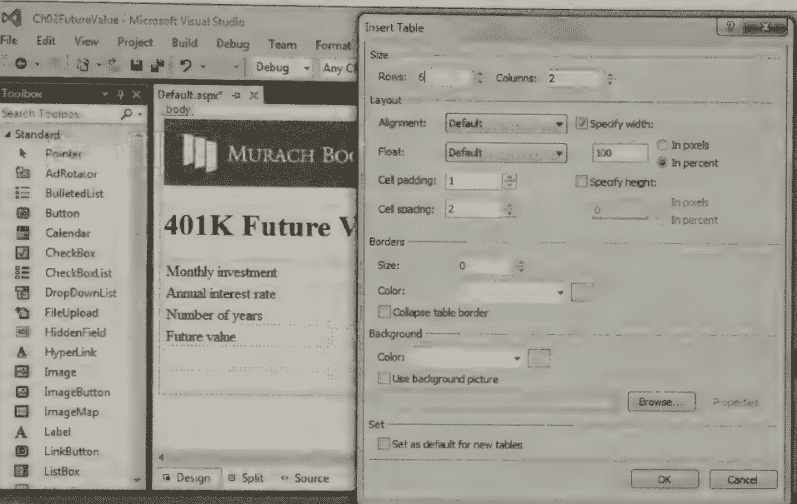 Ch02FutureValue - Microsoft Visual Studio
File Edit View Project Build Debug Team Format
Debug Any C
Toolbox
Search Toolbox
Standard
Pointer
AdRotator
BulletedList
Button
Calendar
CheckBox
CheckBoxList
DropDownList
FileUpload
HiddenField
HyperLink
Image
ImageButton
ImageMap
Label
LinkButton
ListBox
Default.aspx*
body
MURACH BOO
401K Future V
Monthly investment
Annual interest rate
Number of years
Future value
Design Split Source
Insert Table
Size
Rows: 6 Columns: 2
Layout
Alignment: Default Specify width:
Float: Default 100 In pixels
In percent
Cell padding: 1 Specify height:
Cell spacing: 2 0 In pixels
In percent
Borders
Size: 0
Color:
Collapse table border
Background
Color:
Use background picture
Browse... Properties
Set
Set as default for new tables
OK Cancel